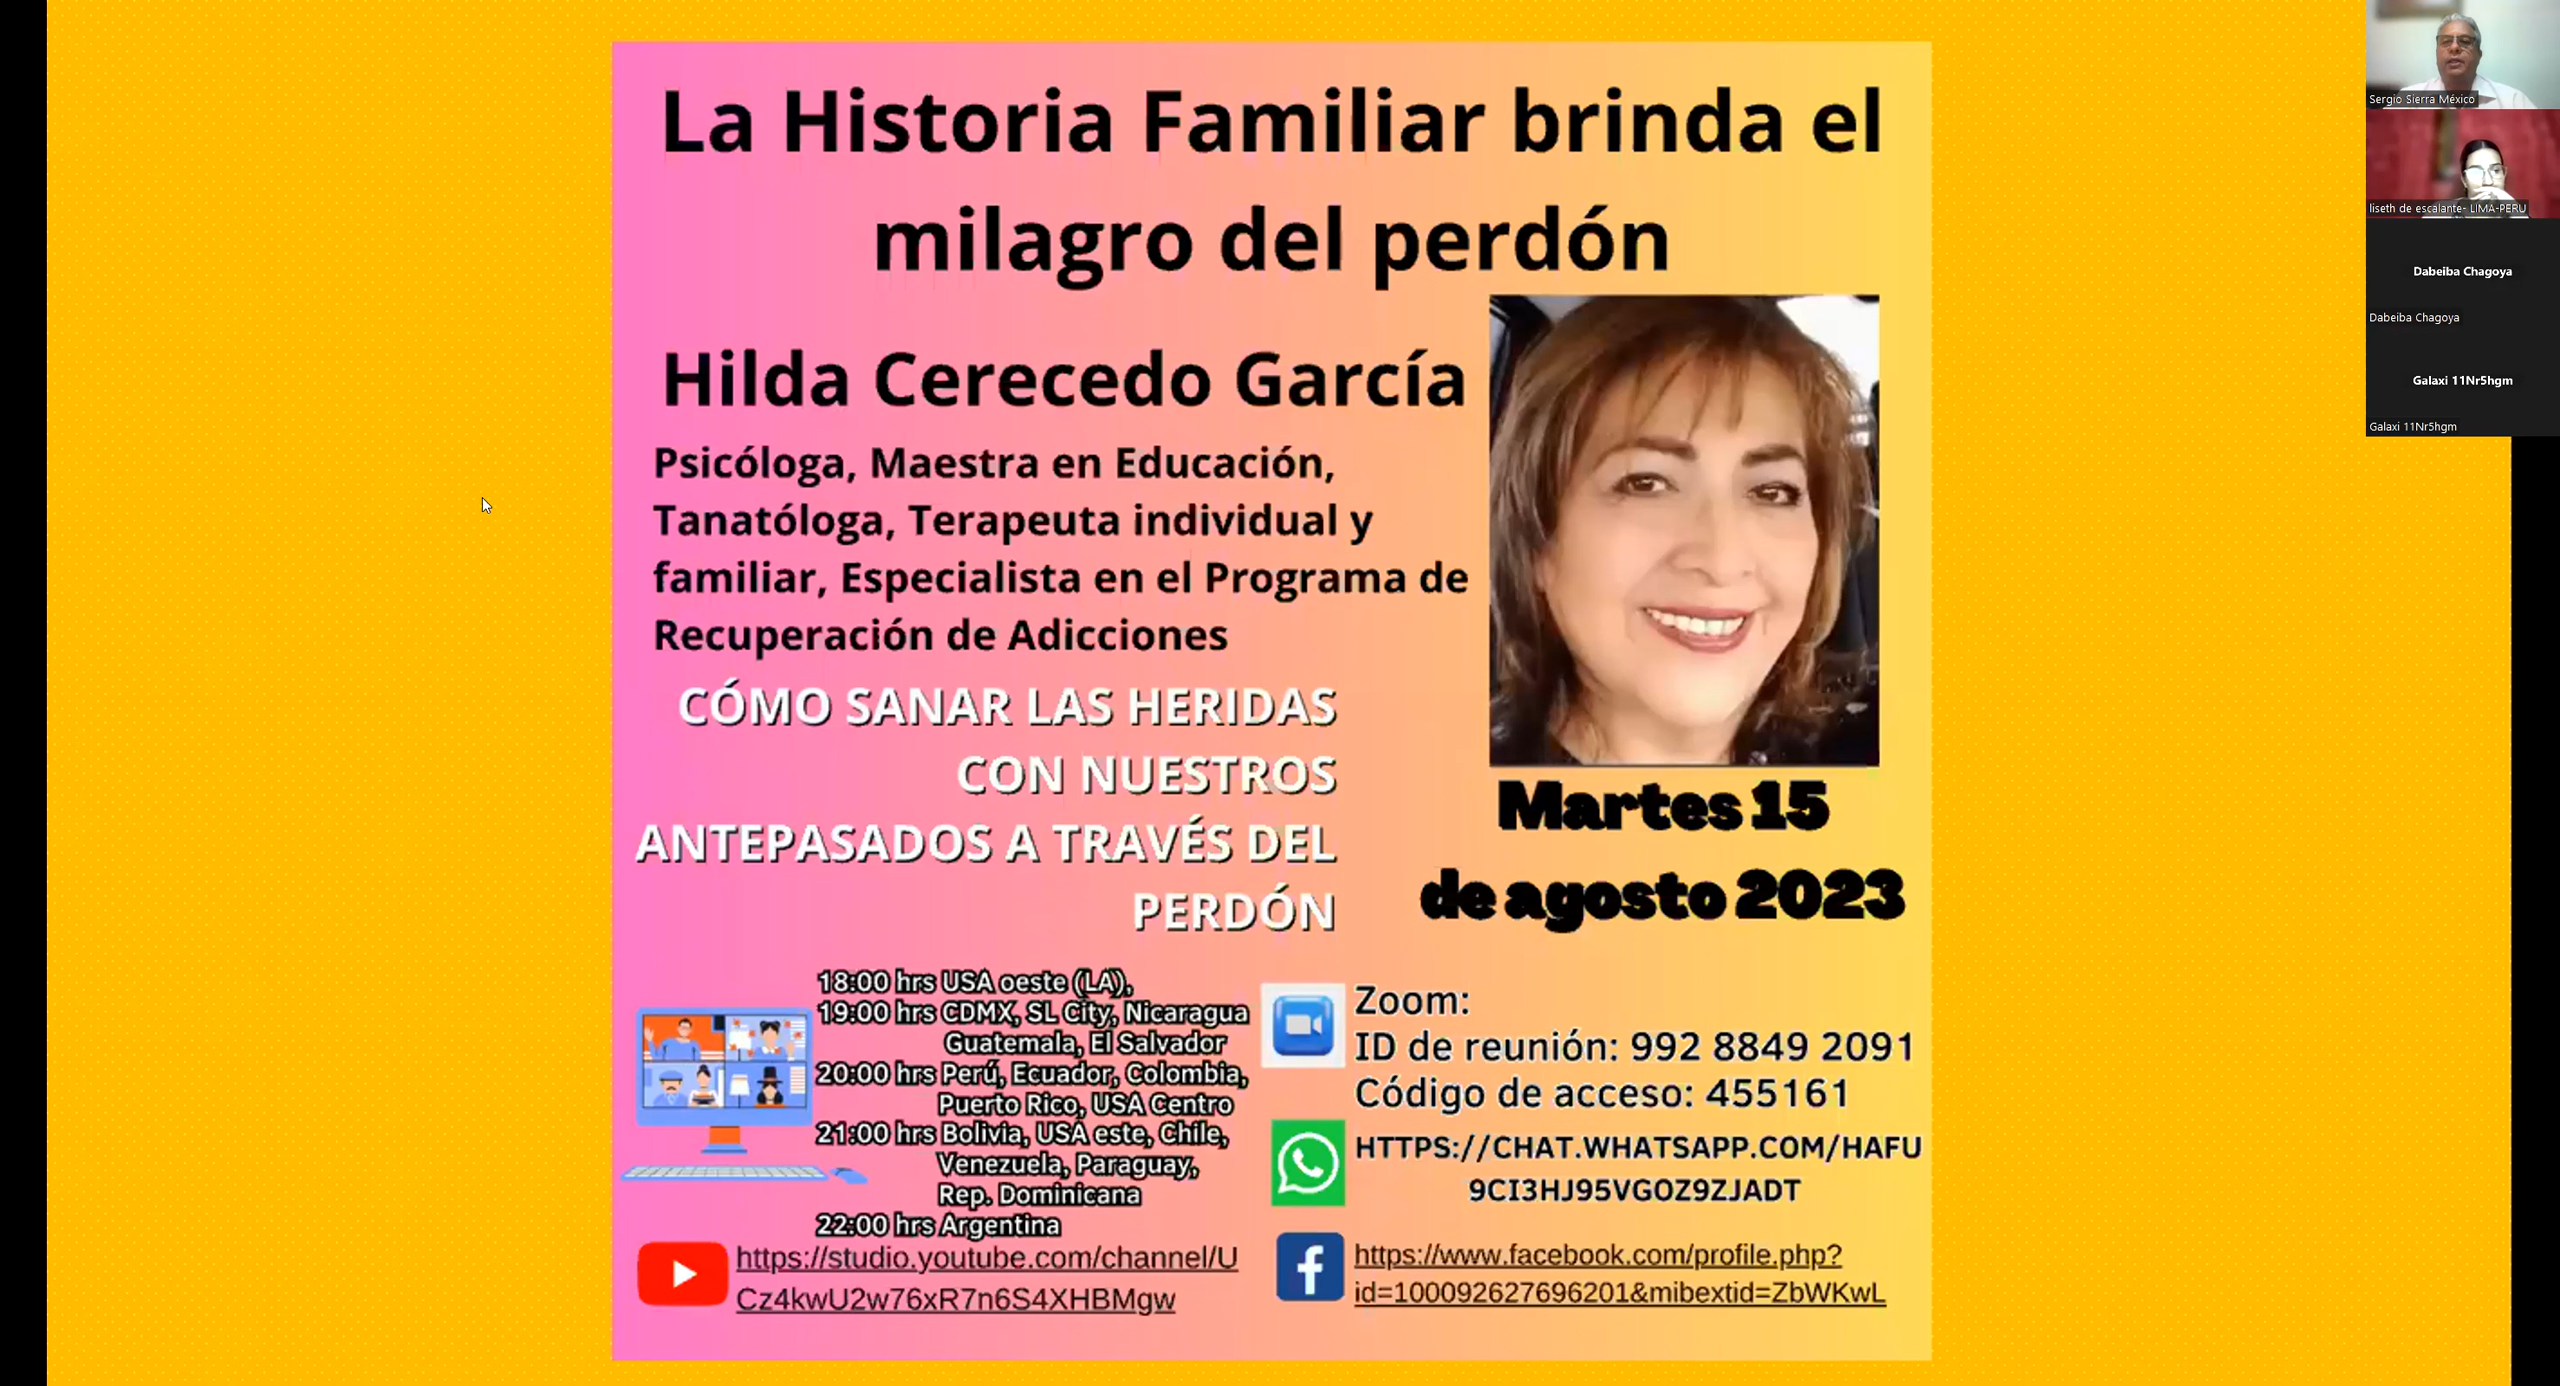 La Historia Familiar brinda el
milagro del perdón
Hilda Cerecedo García
Psicóloga, Maestra en Educación,
Tanatóloga, Terapeuta individual y
familiar, Especialista en el Programa de
Recuperación de Adicciones
CÓMO SANAR LAS HERIDAS
CON NUESTROS
ANTEPASADOS A TRAVÉS DEL
PERDÓN
Martes 15
de agosto 2023
18:00 hrs USA oeste (LA),
19:00 hrs CDMX, SL City, Nicaragua
Guatemala, El Salvador
20:00 hrs Perú, Ecuador, Colombia,
Puerto Rico, USA Centro
21:00 hrs Bolivia, USA este, Chile,
Venezuela, Paraguay,
Rep. Dominicana
22:00 hrs Argentina
Zoom:
ID de reunión: 992 8849 2091
Código de acceso: 455161
HTTPS://CHAT.WHATSAPP.COM/HAFU
9CI3HJ95VGOZ9ZJADT
https://studio.youtube.com/channel/U
Cz4kwU2w76xR7n6S4XHBMgw
https://www.facebook.com/profile.php?
id=100092627696201&mibextid=ZbWKwL
Sergio Sierra México
liseth de escalante- LIMA-PERU
Dabeiba Chagoya
Dabeiba Chagoya
Galaxi 11Nr5hgm
Galaxi 11Nr5hgm